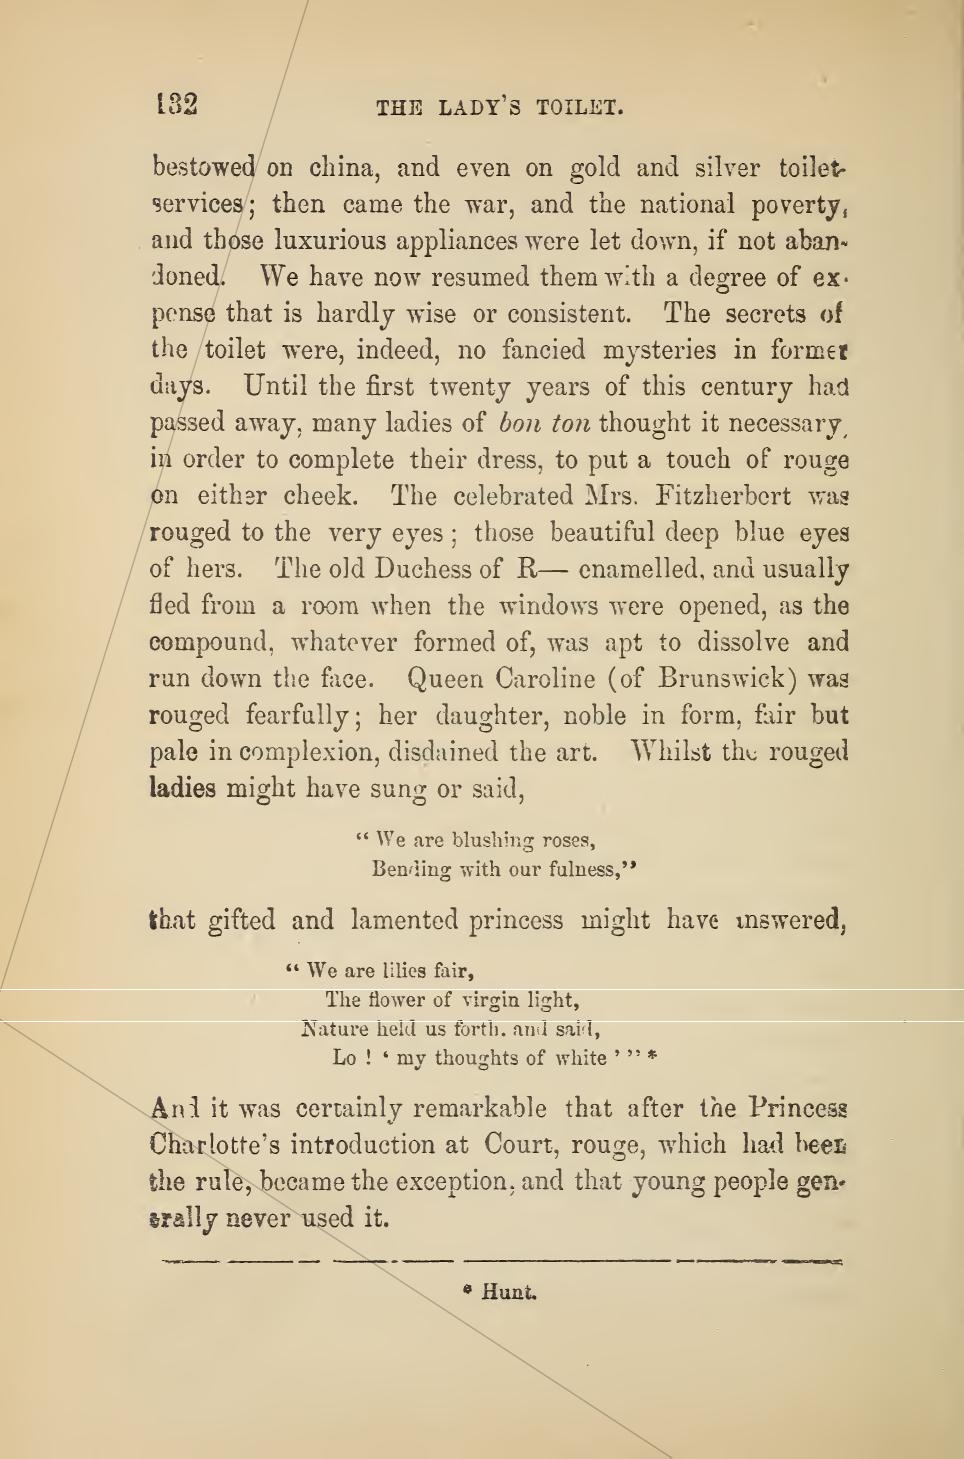 132 THE LADY'S TOILET.
bestowed on china, and even on gold and silver toilet-
services; then came the war, and the national poverty,
and those luxurious appliances were let down, if not aban-
doned. We have now resumed them with a degree of ex-
pense that is hardly wise or consistent. The secrets of
the toilet were, indeed, no fancied mysteries in former
days. Until the first twenty years of this century had
passed away, many ladies of bon ton thought it necessary,
in order to complete their dress, to put a touch of rouge
on either cheek. The celebrated Mrs. Fitzherbert was
rouged to the very eyes; those beautiful deep blue eyes
of hers. The old Duchess of R— enamelled, and usually
fled from a room when the windows were opened, as the
compound, whatever formed of, was apt to dissolve and
run down the face. Queen Caroline (of Brunswick) was
rouged fearfully; her daughter, noble in form, fair but
pale in complexion, disdained the art. Whilst the rouged
ladies might have sung or said,
"We are blushing roses,
Bending with our fulness,"
that gifted and lamented princess might have answered,
"We are lilies fair,
The flower of virgin light,
Nature held us forth, and said,
Lo! 'my thoughts of white'"*
And it was certainly remarkable that after the Princess
Charlotte's introduction at Court, rouge, which had been
the rule, became the exception, and that young people gen-
erally never used it.
* Hunt.